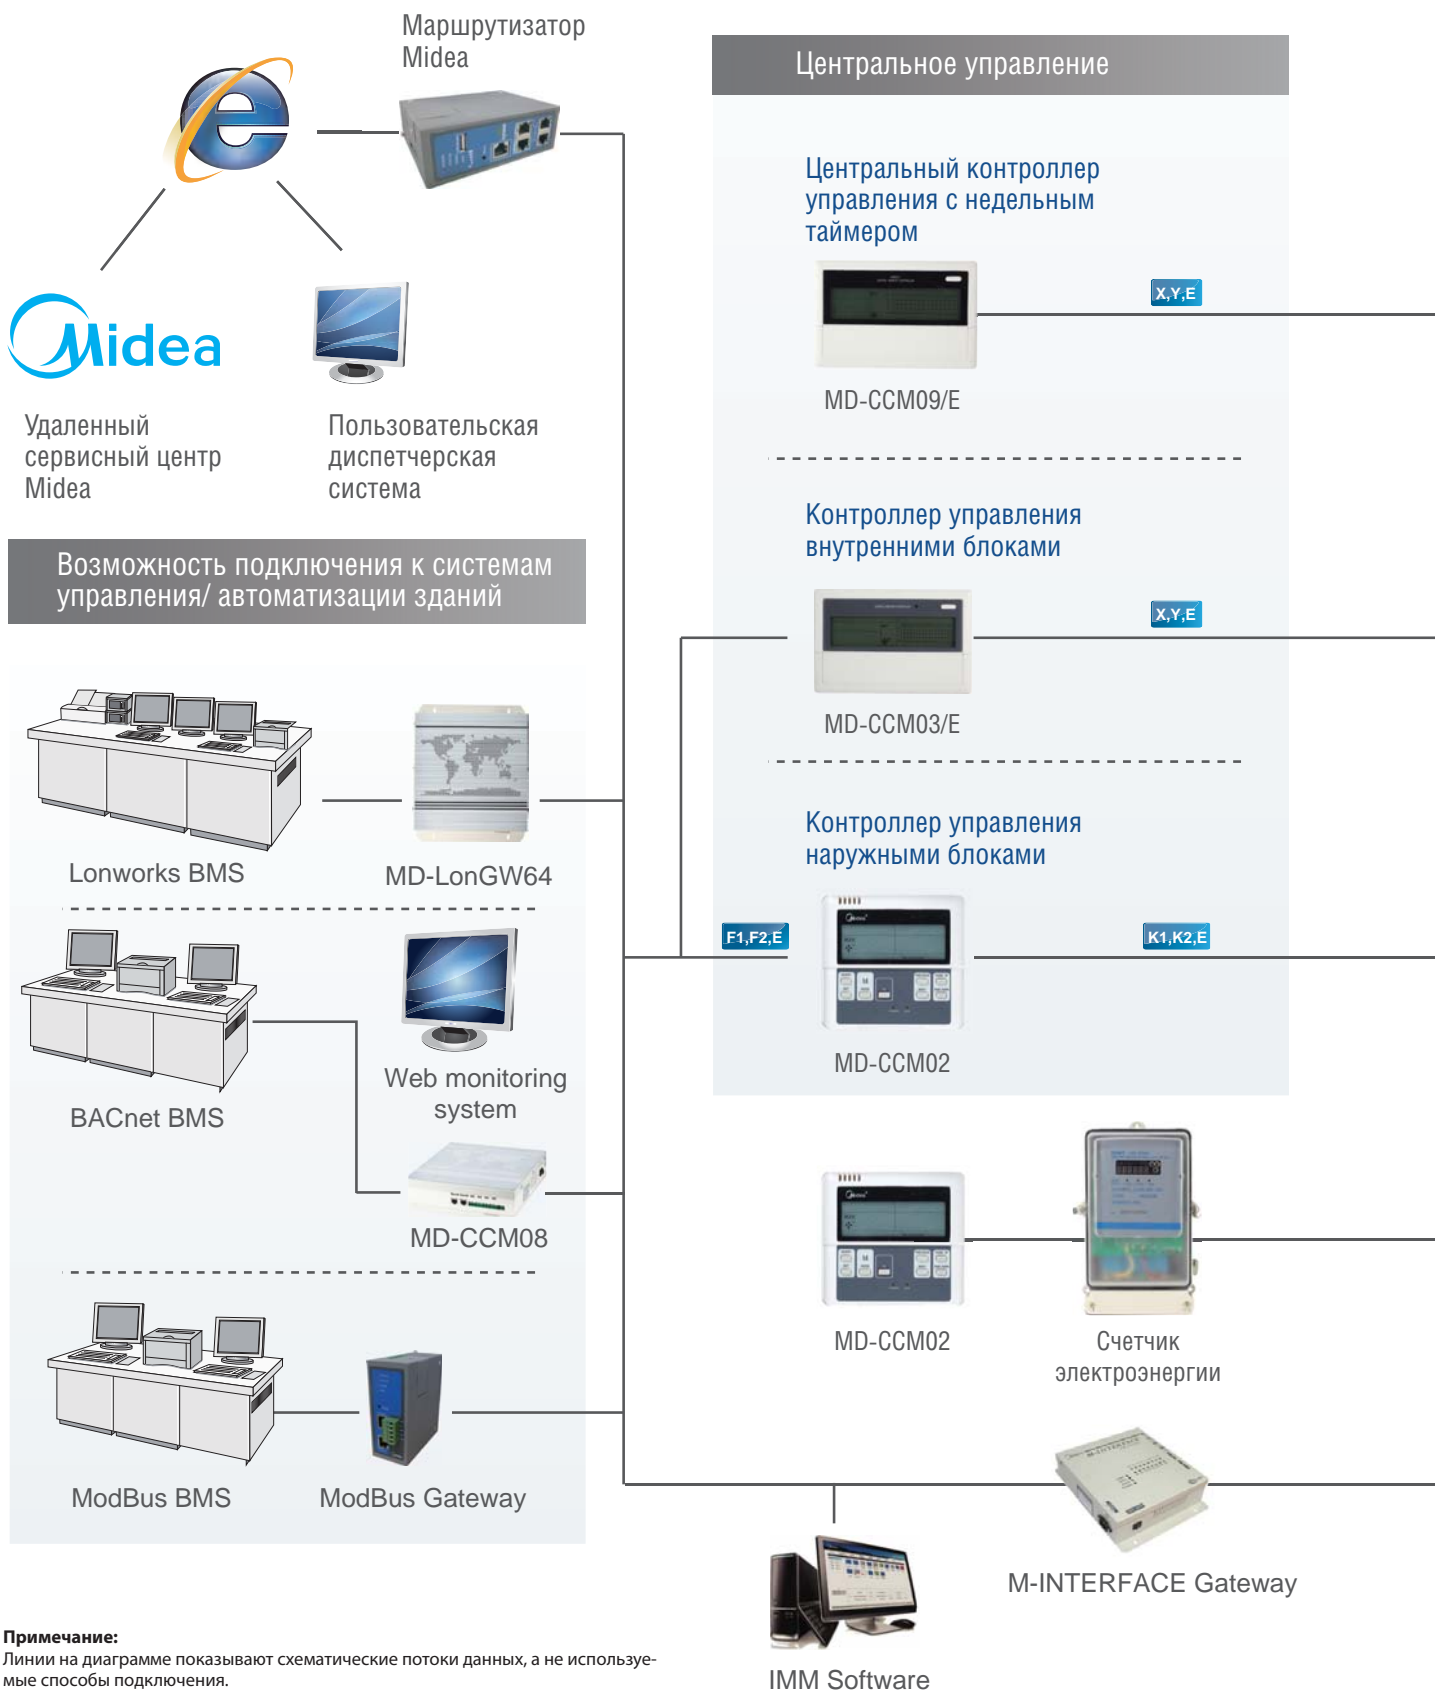 Маршрутизатор
Midea
Midea
Удаленный
сервисный центр
Midea
Пользовательская
диспетчерская
система
Возможность подключения к системам
управления/ автоматизации зданий
Lonworks BMS
MD-LonGW64
BACnet BMS
Web monitoring
system
MD-CCM08
ModBus BMS
ModBus Gateway
Центральное управление
Центральный контроллер
управления с недельным
таймером
X,Y,E
MD-CCM09/E
Контроллер управления
внутренними блоками
X,Y,E
MD-CCM03/E
Контроллер управления
наружными блоками
F1,F2,E
Midea
K1,K2,E
MD-CCM02
Midea
MD-CCM02
Счетчик
электроэнергии
M-INTERFACE
M-INTERFACE Gateway
IMM Software
Примечание:
Линии на диаграмме показывают схематические потоки данных, а не используе-
мые способы подключения.